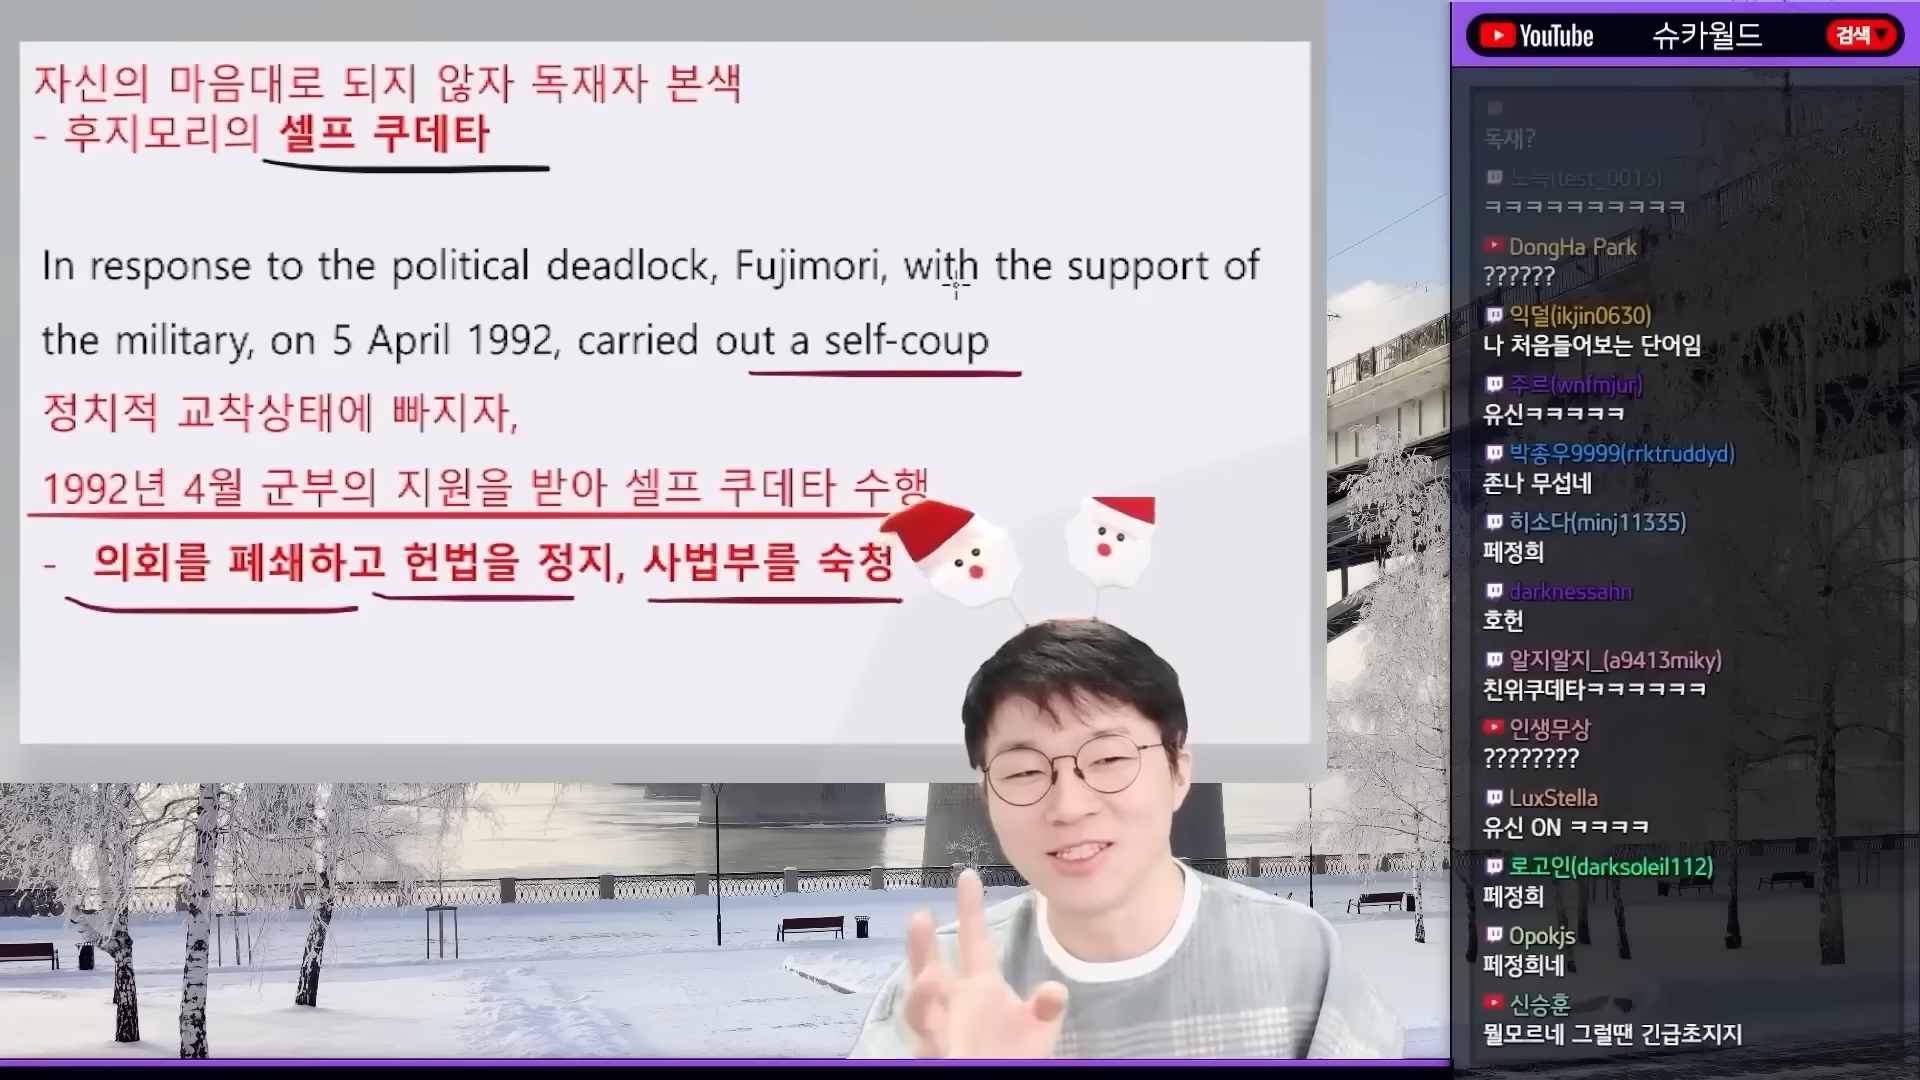 자신의 마음대로 되지 않자 독재자 본색
- 후지모리의 셀프 쿠데타
In response to the political deadlock, Fujimori, with the support of
the military, on 5 April 1992, carried out a self-coup
정치적 교착상태에 빠지자,
1992년 4월 군부의 지원을 받아 셀프 쿠데타 수행
- 의회를 폐쇄하고 헌법을 정지, 사법부를 숙청
YouTube 슈카월드 검색
독재?
노늑(test_0013)
ㅋㅋㅋㅋㅋㅋㅋㅋㅋㅋ
DongHa Park
??????
익덜(ikjin0630)
나 처음들어보는 단어임
주르(wnfmjur)
유신ㅋㅋㅋㅋㅋ
박종우9999(rrktruddyd)
존나 무섭네
히소다(minj11335)
페정희
darknessahn
호헌
알지알지_(a9413miky)
친위쿠데타ㅋㅋㅋㅋㅋㅋ
인생무상
????????
LuxStella
유신 ON ㅋㅋㅋㅋ
로고인(darksoleil112)
페정희
Opokjs
페정희네
신승훈
뭘모르네 그럴땐 긴급초지지